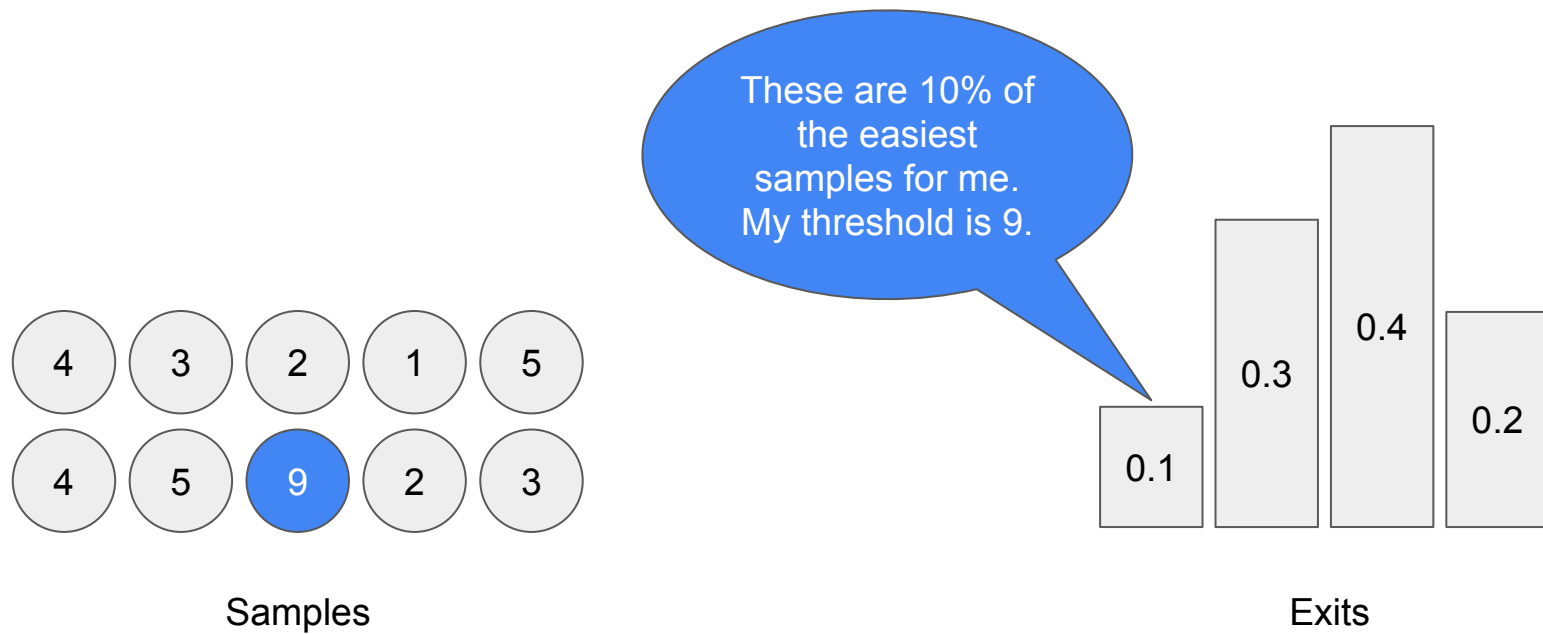 These are 10% of
the easiest
samples for me.
My threshold is 9.
4 3 2 1 5
4 5 9 2 3
0.1 0.3 0.4 0.2
Samples
Exits